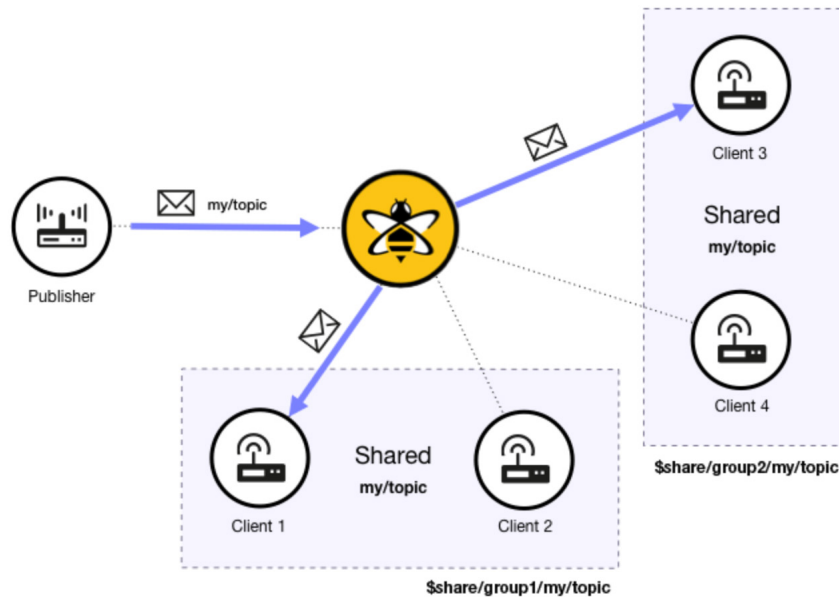 my/topic
Publisher
Client 3
Shared
my/topic
Client 4
$share/group2/my/topic
Client 1
Shared
my/topic
Client 2
$share/group1/my/topic